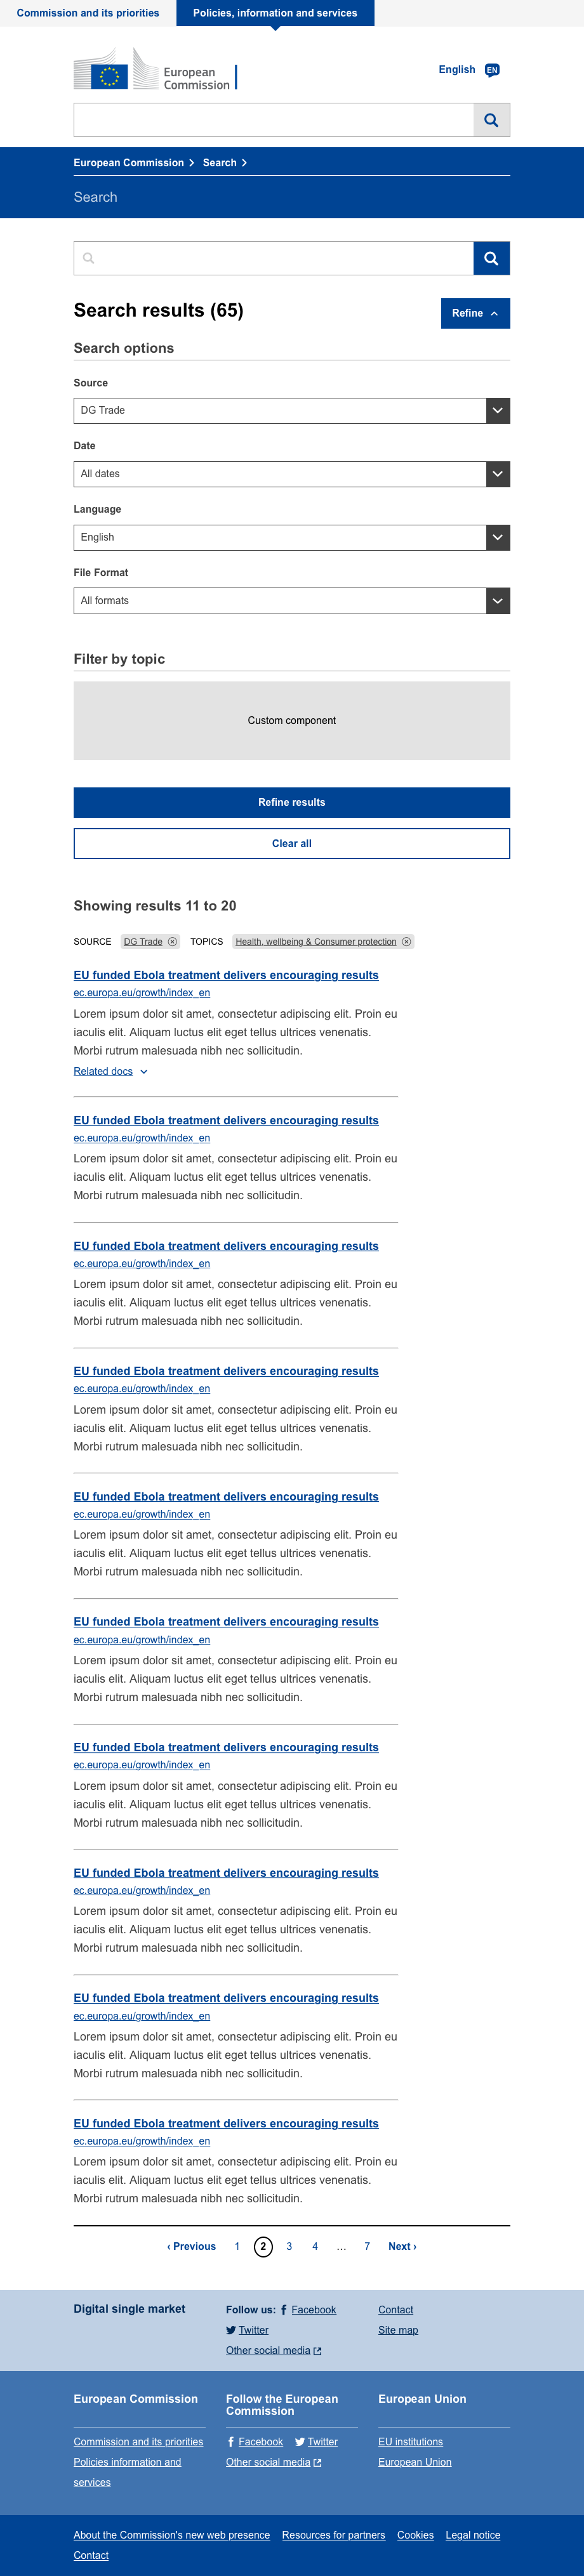 Commission and its priorities
Policies, information and services
European
Commission
English EN
European Commission Search
Search
Search results (65)
Refine
Search options
Source
DG Trade
Date
All dates
Language
English
File Format
All formats
Filter by topic
Custom component
Refine results
Clear all
Showing results 11 to 20
SOURCE DG Trade TOPICS Health, wellbeing & Consumer protection
EU funded Ebola treatment delivers encouraging results
ec.europa.eu/growth/index_en
Lorem ipsum dolor sit amet, consectetur adipiscing elit. Proin eu
iaculis elit. Aliquam luctus elit eget tellus ultrices venenatis.
Morbi rutrum malesuada nibh nec sollicitudin.
Related docs
EU funded Ebola treatment delivers encouraging results
ec.europa.eu/growth/index_en
Lorem ipsum dolor sit amet, consectetur adipiscing elit. Proin eu
iaculis elit. Aliquam luctus elit eget tellus ultrices venenatis.
Morbi rutrum malesuada nibh nec sollicitudin.
EU funded Ebola treatment delivers encouraging results
ec.europa.eu/growth/index_en
Lorem ipsum dolor sit amet, consectetur adipiscing elit. Proin eu
iaculis elit. Aliquam luctus elit eget tellus ultrices venenatis.
Morbi rutrum malesuada nibh nec sollicitudin.
EU funded Ebola treatment delivers encouraging results
ec.europa.eu/growth/index_en
Lorem ipsum dolor sit amet, consectetur adipiscing elit. Proin eu
iaculis elit. Aliquam luctus elit eget tellus ultrices venenatis.
Morbi rutrum malesuada nibh nec sollicitudin.
EU funded Ebola treatment delivers encouraging results
ec.europa.eu/growth/index_en
Lorem ipsum dolor sit amet, consectetur adipiscing elit. Proin eu
iaculis elit. Aliquam luctus elit eget tellus ultrices venenatis.
Morbi rutrum malesuada nibh nec sollicitudin.
EU funded Ebola treatment delivers encouraging results
ec.europa.eu/growth/index_en
Lorem ipsum dolor sit amet, consectetur adipiscing elit. Proin eu
iaculis elit. Aliquam luctus elit eget tellus ultrices venenatis.
Morbi rutrum malesuada nibh nec sollicitudin.
EU funded Ebola treatment delivers encouraging results
ec.europa.eu/growth/index_en
Lorem ipsum dolor sit amet, consectetur adipiscing elit. Proin eu
iaculis elit. Aliquam luctus elit eget tellus ultrices venenatis.
Morbi rutrum malesuada nibh nec sollicitudin.
EU funded Ebola treatment delivers encouraging results
ec.europa.eu/growth/index_en
Lorem ipsum dolor sit amet, consectetur adipiscing elit. Proin eu
iaculis elit. Aliquam luctus elit eget tellus ultrices venenatis.
Morbi rutrum malesuada nibh nec sollicitudin.
EU funded Ebola treatment delivers encouraging results
ec.europa.eu/growth/index_en
Lorem ipsum dolor sit amet, consectetur adipiscing elit. Proin eu
iaculis elit. Aliquam luctus elit eget tellus ultrices venenatis.
Morbi rutrum malesuada nibh nec sollicitudin.
EU funded Ebola treatment delivers encouraging results
ec.europa.eu/growth/index_en
Lorem ipsum dolor sit amet, consectetur adipiscing elit. Proin eu
iaculis elit. Aliquam luctus elit eget tellus ultrices venenatis.
Morbi rutrum malesuada nibh nec sollicitudin.
‹ Previous 1 2 3 4 … 7 Next ›
Digital single market
Follow us: Facebook
Twitter
Other social media
Contact
Site map
European Commission
Commission and its priorities
Policies information and
services
Follow the European
Commission
Facebook Twitter
Other social media
European Union
EU institutions
European Union
About the Commission's new web presence Resources for partners Cookies Legal notice
Contact